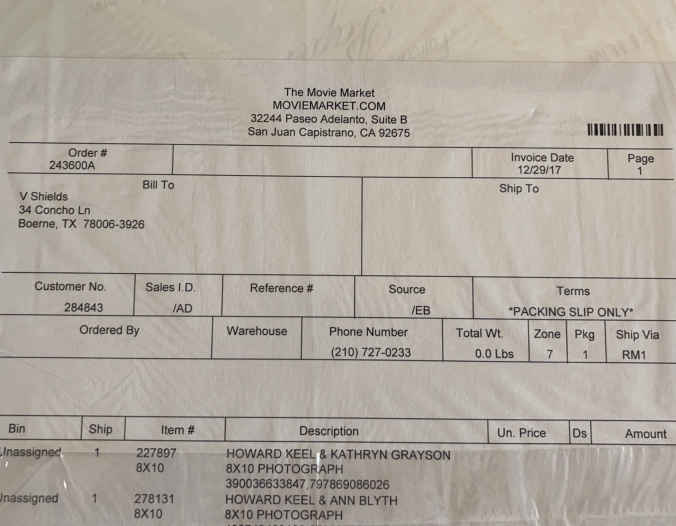 The Movie Market
MOVIEMARKET.COM
32244 Paseo Adelanto, Suite B
San Juan Capistrano, CA 92675
Order #
243600A
Invoice Date
12/29/17
Page
1
Bill To
V Shields
34 Concho Ln
Boerne, TX 78006-3926
Ship To
Customer No. Sales I.D. Reference # Source Terms
284843 /AD /EB *PACKING SLIP ONLY*
Ordered By Warehouse Phone Number Total Wt. Zone Pkg Ship Via
(210) 727-0233 0.0 Lbs 7 1 RM1
Bin Ship Item # Description Un. Price Ds Amount
Unassigned 1 227897 HOWARD KEEL & KATHRYN GRAYSON
8X10 8X10 PHOTOGRAPH
390036633847,797869086026
Unassigned 1 278131 HOWARD KEEL & ANN BLYTH
8X10 8X10 PHOTOGRAPH